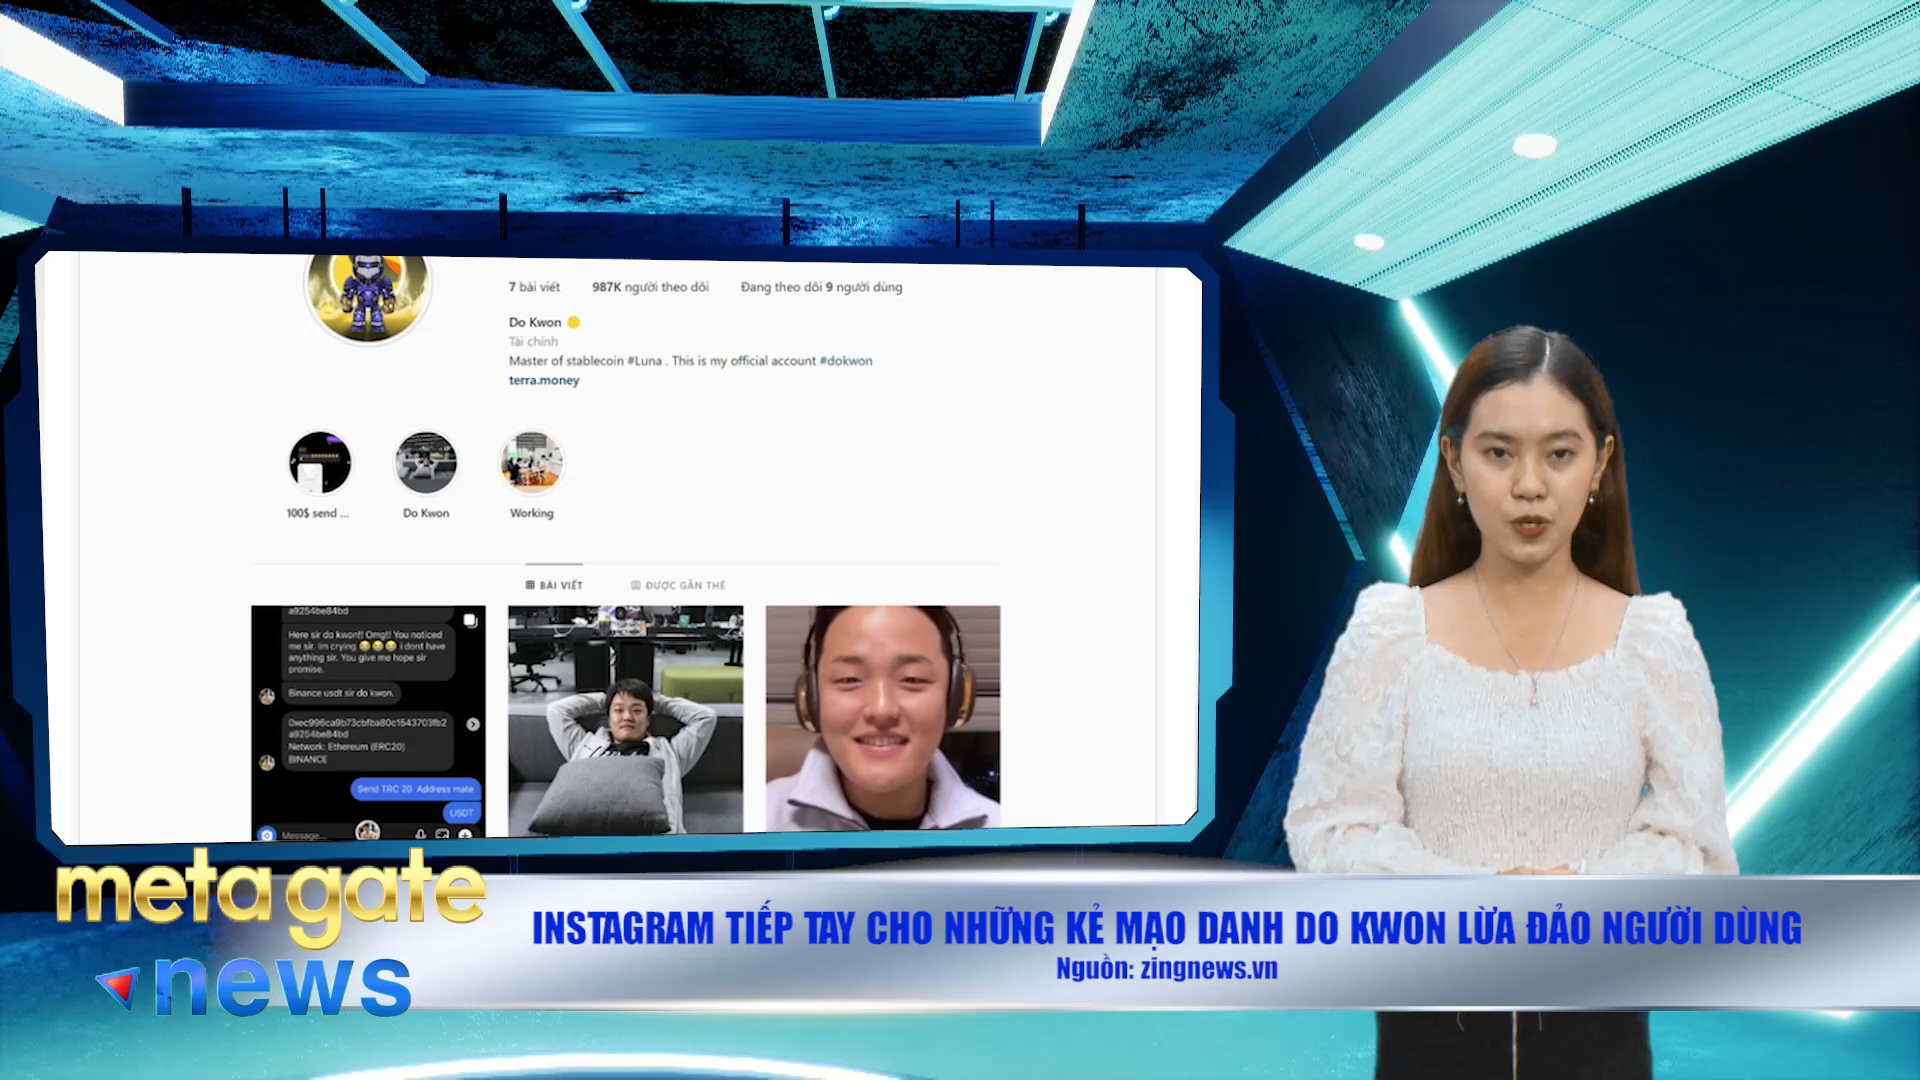 7 bài viết 987K người theo dõi Đang theo dõi 9 người dùng
Do Kwon
Tài chính
Master of stablecoin #Luna . This is my official account #dokwon
terra.money
100$ send ... Do Kwon Working
BÀI VIẾT ĐƯỢC GẮN THẺ
a9254be84bd
Here sir do kwon!! Omg!! You noticed
me sir. Im crying 😭😭😭 i dont have
anything sir. You give me hope sir
promise.
Binance usdt sir do kwon.
0xec996ca9b73cbfba80c1543703fb2
a9254be84bd
Network: Ethereum (ERC20)
BINANCE
Send TRC 20 Address mate
USDT
Message...
meta gate
news
INSTAGRAM TIẾP TAY CHO NHỮNG KẺ MẠO DANH DO KWON LỪA ĐẢO NGƯỜI DÙNG
Nguồn: zingnews.vn